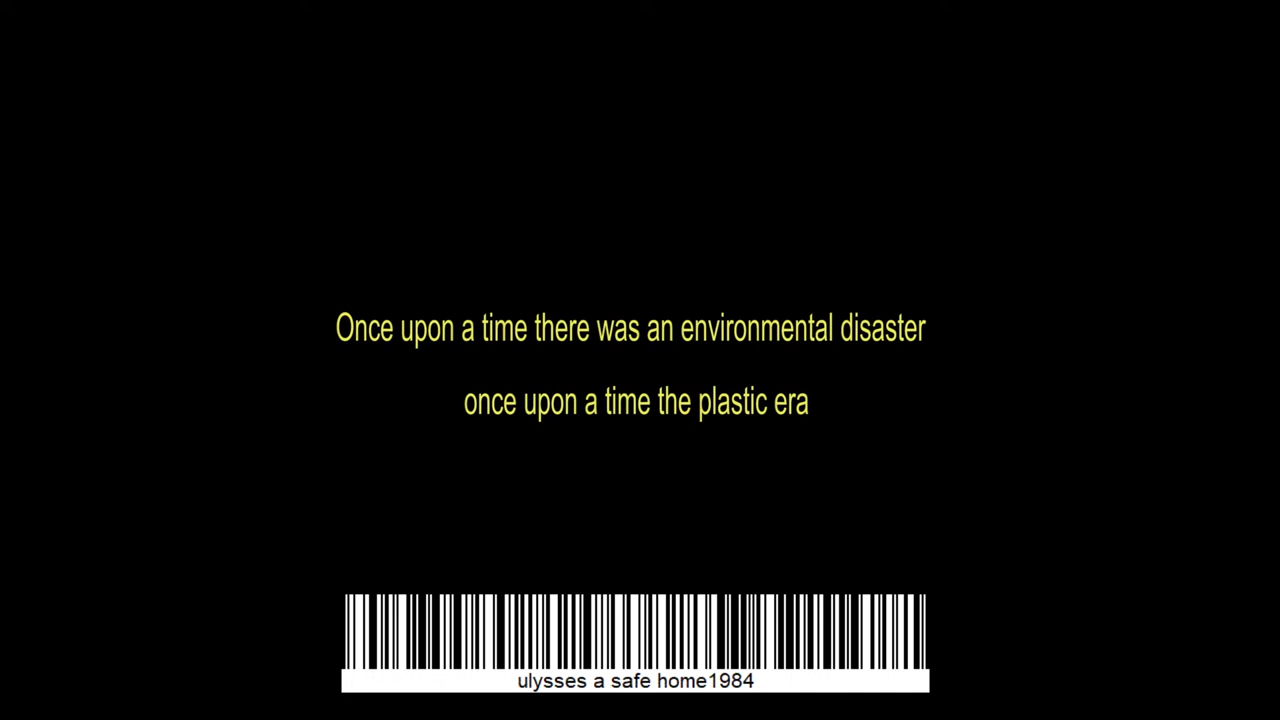 Once upon a time there was an environmental disaster
once upon a time the plastic era
ulysses a safe home1984